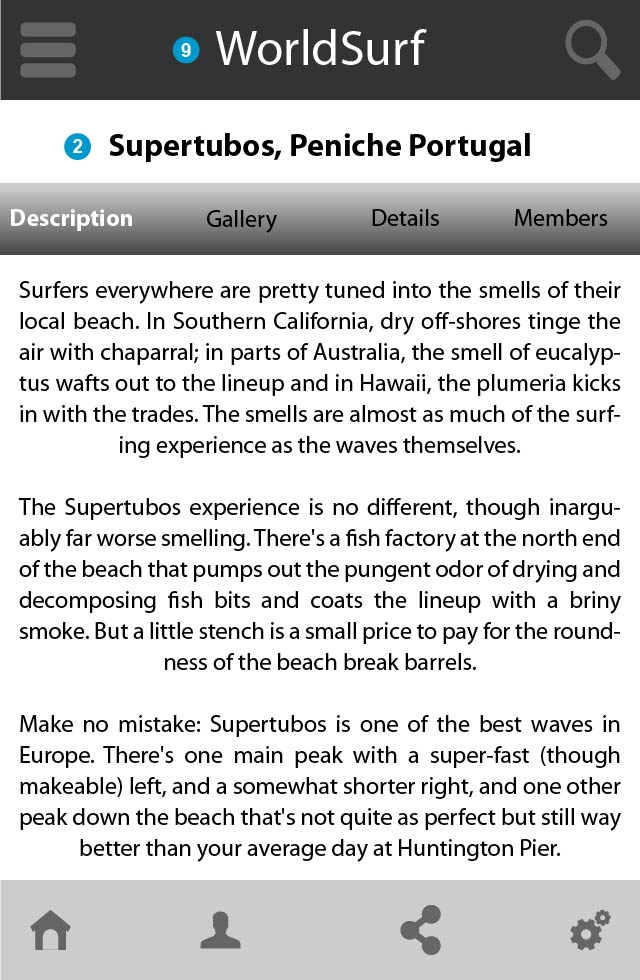 9 WorldSurf
2 Supertubos, Peniche Portugal
Description Gallery Details Members
Surfers everywhere are pretty tuned into the smells of their
local beach. In Southern California, dry off-shores tinge the
air with chaparral; in parts of Australia, the smell of eucalyp-
tus wafts out to the lineup and in Hawaii, the plumeria kicks
in with the trades. The smells are almost as much of the surf-
ing experience as the waves themselves.
The Supertubos experience is no different, though inargu-
ably far worse smelling. There's a fish factory at the north end
of the beach that pumps out the pungent odor of drying and
decomposing fish bits and coats the lineup with a briny
smoke. But a little stench is a small price to pay for the round-
ness of the beach break barrels.
Make no mistake: Supertubos is one of the best waves in
Europe. There's one main peak with a super-fast (though
makeable) left, and a somewhat shorter right, and one other
peak down the beach that's not quite as perfect but still way
better than your average day at Huntington Pier.